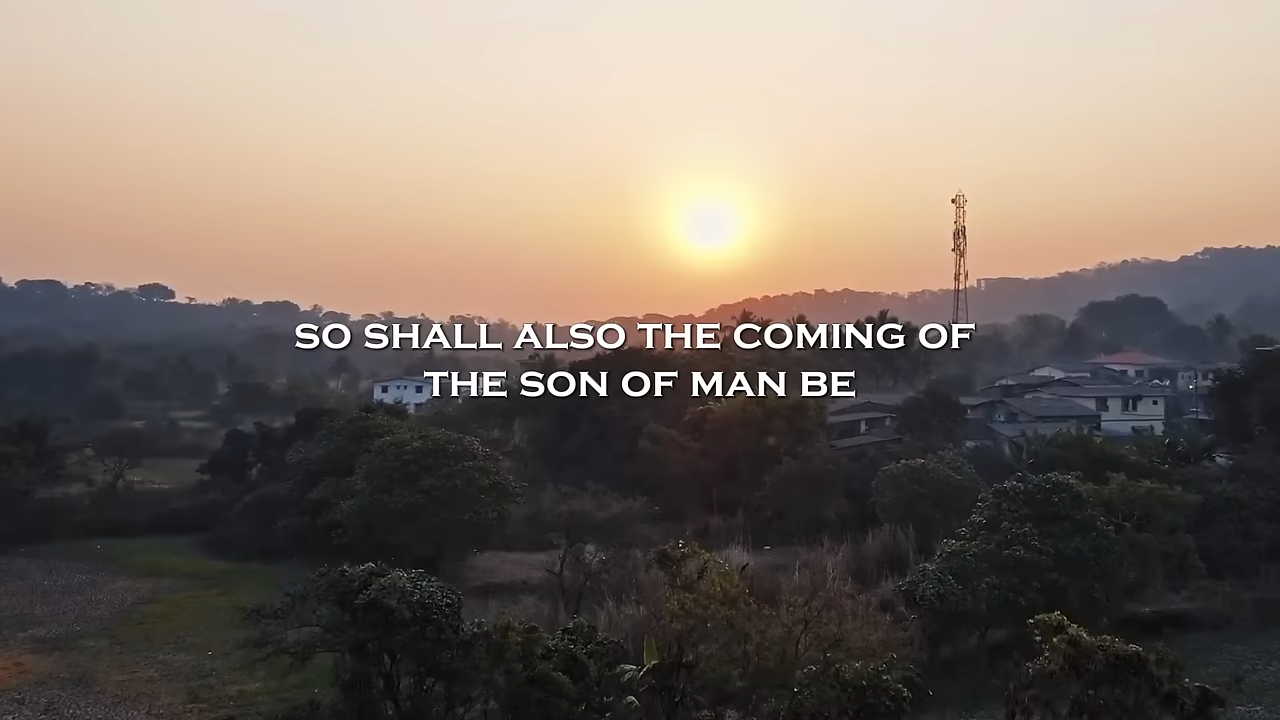 SO SHALL ALSO THE COMING OF
THE SON OF MAN BE